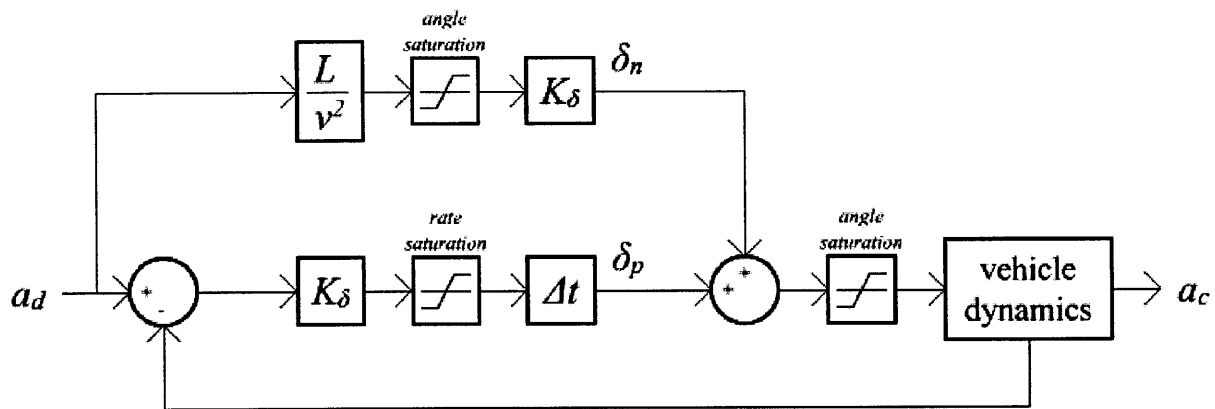 angle
saturation
L
v²
K_δ
δ_n
rate
saturation
angle
saturation
a_d
+
-
K_δ
Δt
δ_p
+
+
vehicle
dynamics
a_c